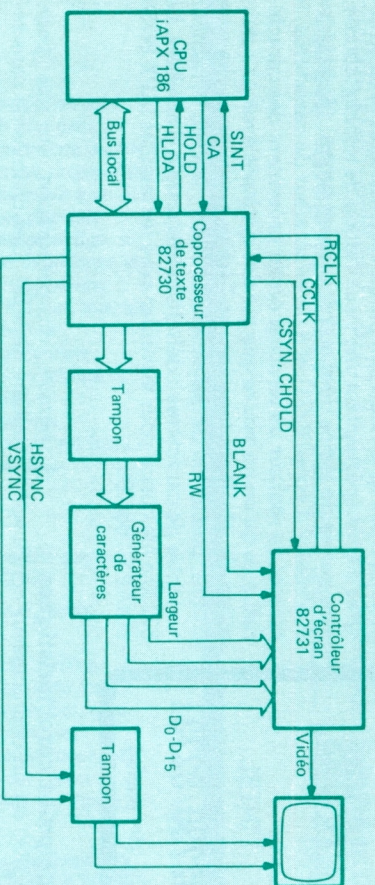 CPU
iAPX 186
SINT
CA
HOLD
HLDA
Bus local
Coprocesseur
de texte
82730
RCLK
CCLK
CSYN, CHOLD
BLANK
RW
Tampon
Générateur
de
caractères
Largeur
D0-D15
Contrôleur
d'écran
82731
Vidéo
HSYNC
VSYNC
Tampon